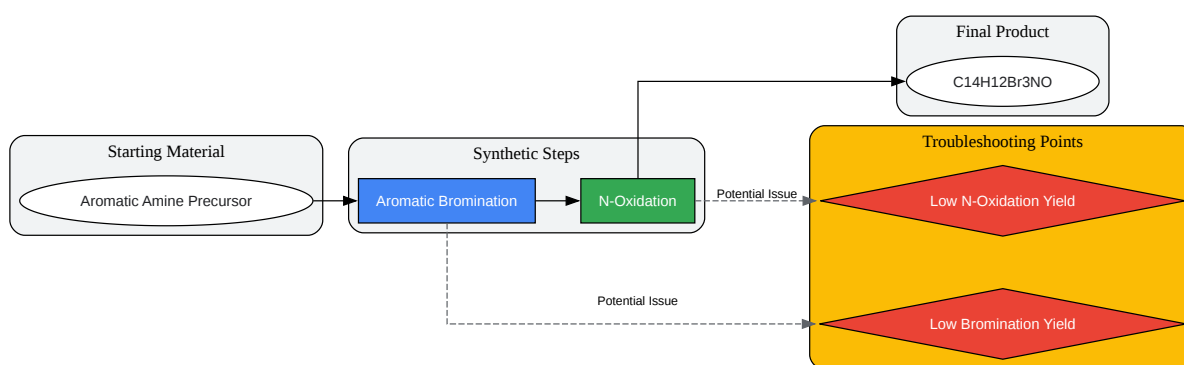 Final Product
C14H12Br3NO
Starting Material
Aromatic Amine Precursor
Synthetic Steps
Aromatic Bromination
N-Oxidation
Troubleshooting Points
Potential Issue
Low N-Oxidation Yield
Potential Issue
Low Bromination Yield